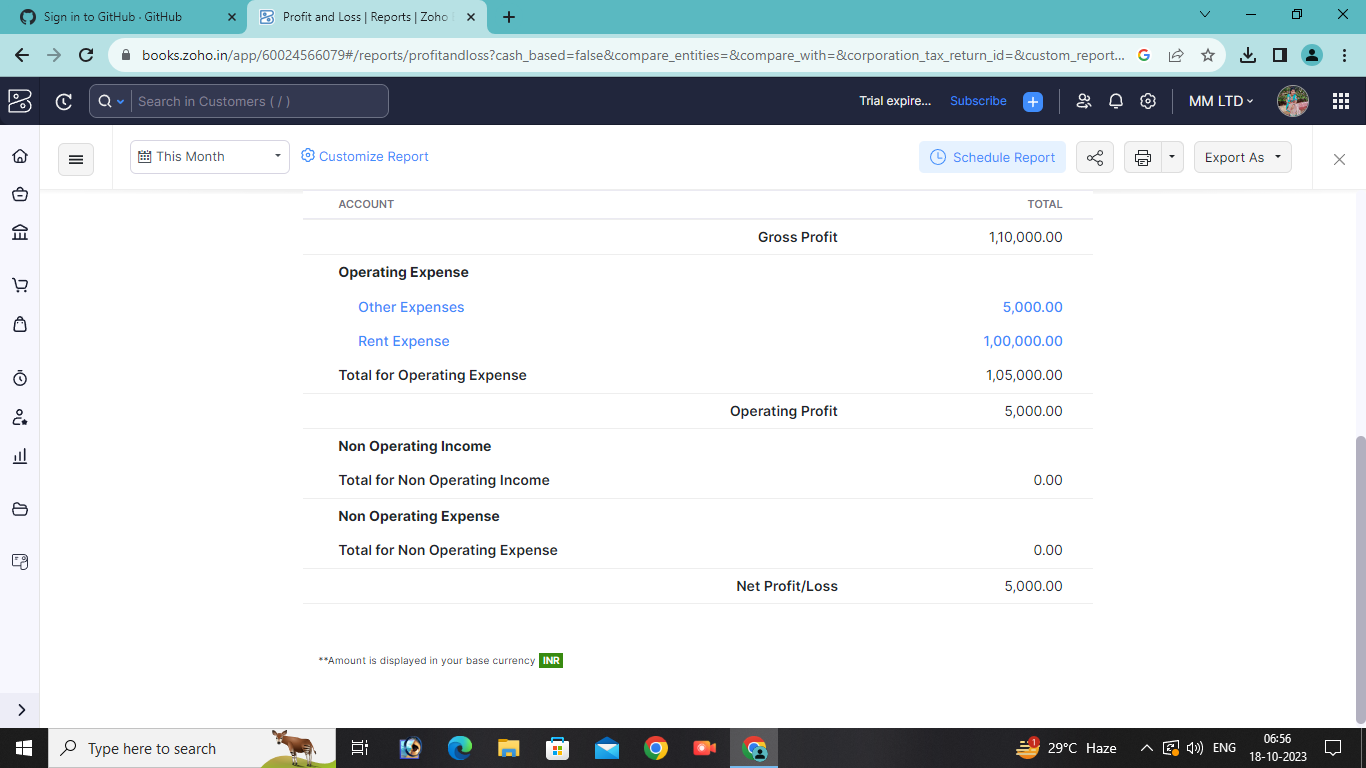 Sign in to GitHub · GitHub
Profit and Loss | Reports | Zoho
books.zoho.in/app/60024566079#/reports/profitandloss?cash_based=false&compare_entities=&compare_with=&corporation_tax_return_id=&custom_report...
Search in Customers ( / )
Trial expire... Subscribe MM LTD
This Month Customize Report Schedule Report Export As
ACCOUNT TOTAL
Gross Profit 1,10,000.00
Operating Expense
Other Expenses 5,000.00
Rent Expense 1,00,000.00
Total for Operating Expense 1,05,000.00
Operating Profit 5,000.00
Non Operating Income
Total for Non Operating Income 0.00
Non Operating Expense
Total for Non Operating Expense 0.00
Net Profit/Loss 5,000.00
**Amount is displayed in your base currency INR
Type here to search
1
29°C Haze
ENG
06:56
18-10-2023